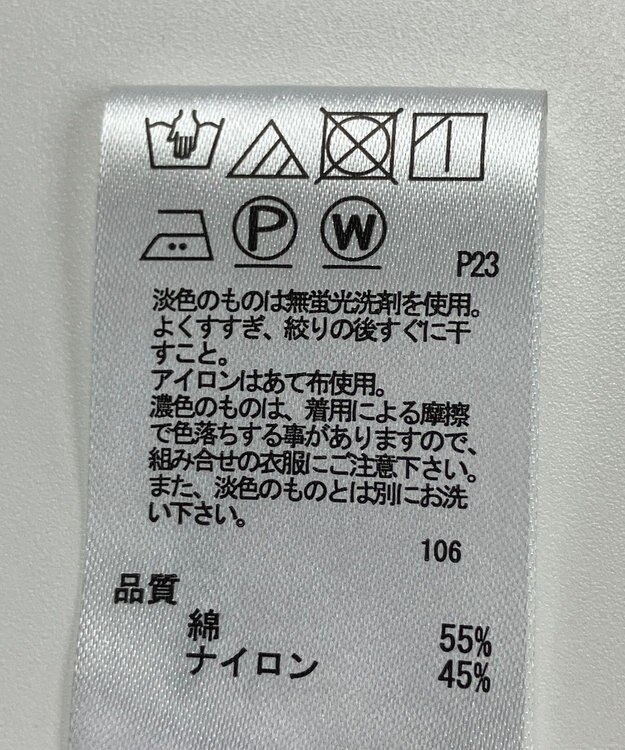 P
W
P23
淡色のものは無蛍光洗剤を使用。
よくすすぎ、絞りの後すぐに干
すこと。
アイロンはあて布使用。
濃色のものは、着用による摩擦
で色落ちする事がありますので、
組み合せの衣服にご注意下さい。
また、淡色のものとは別にお洗
い下さい。
106
品質
綿 55%
ナイロン 45%